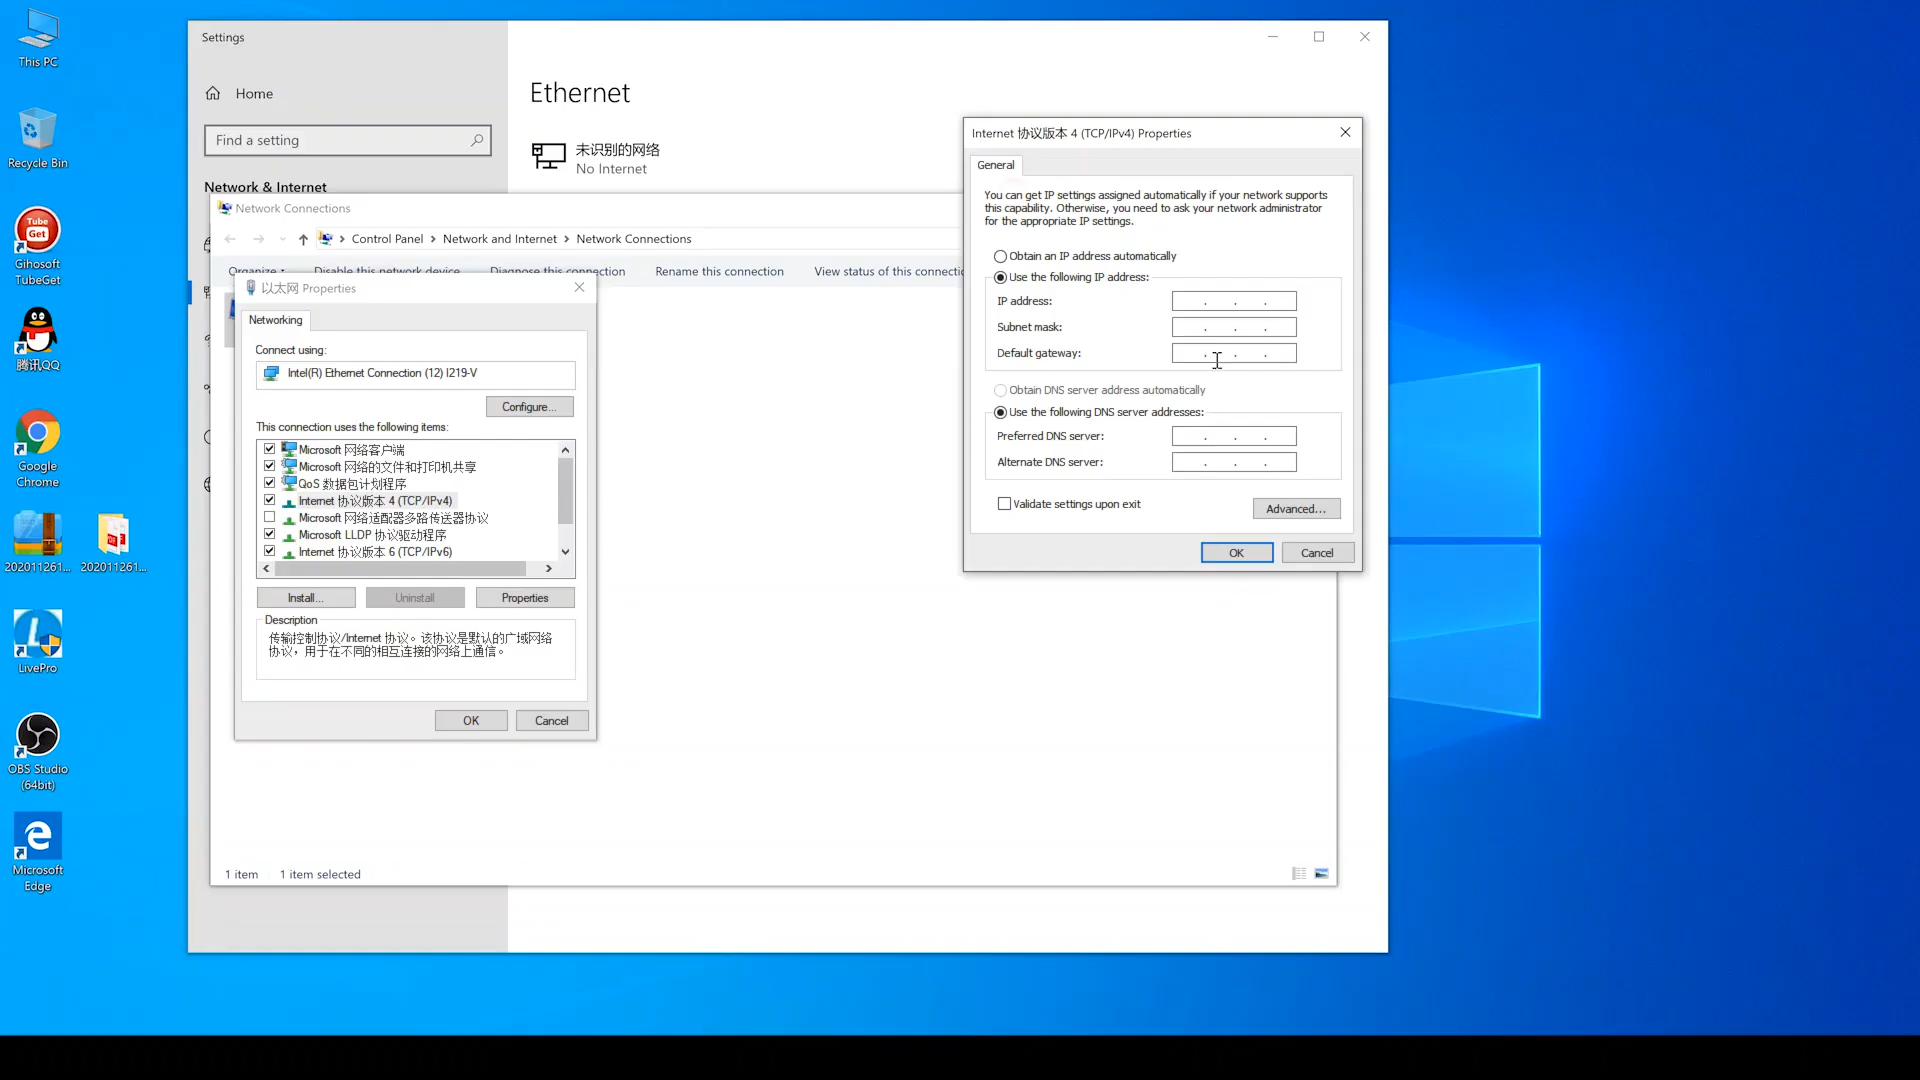 This PC
Recycle Bin
Tube
Get
Gihosoft
TubeGet
腾讯QQ
Google
Chrome
202011261...
202011261...
LivePro
OBS Studio
(64bit)
Microsoft
Edge
Settings
Home
Find a setting
Network & Internet
Ethernet
未识别的网络
No Internet
Network Connections
Control Panel > Network and Internet > Network Connections
Organize
Disable this network device
Diagnose this connection
Rename this connection
View status of this connectio
以太网 Properties
Networking
Connect using:
Intel(R) Ethernet Connection (12) I219-V
Configure...
This connection uses the following items:
Microsoft 网络客户端
Microsoft 网络的文件和打印机共享
QoS 数据包计划程序
Internet 协议版本 4 (TCP/IPv4)
Microsoft 网络适配器多路传送器协议
Microsoft LLDP 协议驱动程序
Internet 协议版本 6 (TCP/IPv6)
Install...
Uninstall
Properties
Description
传输控制协议/Internet 协议。该协议是默认的广域网络
协议，用于在不同的相互连接的网络上通信。
OK
Cancel
1 item
1 item selected
Internet 协议版本 4 (TCP/IPv4) Properties
General
You can get IP settings assigned automatically if your network supports
this capability. Otherwise, you need to ask your network administrator
for the appropriate IP settings.
Obtain an IP address automatically
Use the following IP address:
IP address:
Subnet mask:
Default gateway:
Obtain DNS server address automatically
Use the following DNS server addresses:
Preferred DNS server:
Alternate DNS server:
Validate settings upon exit
Advanced...
OK
Cancel